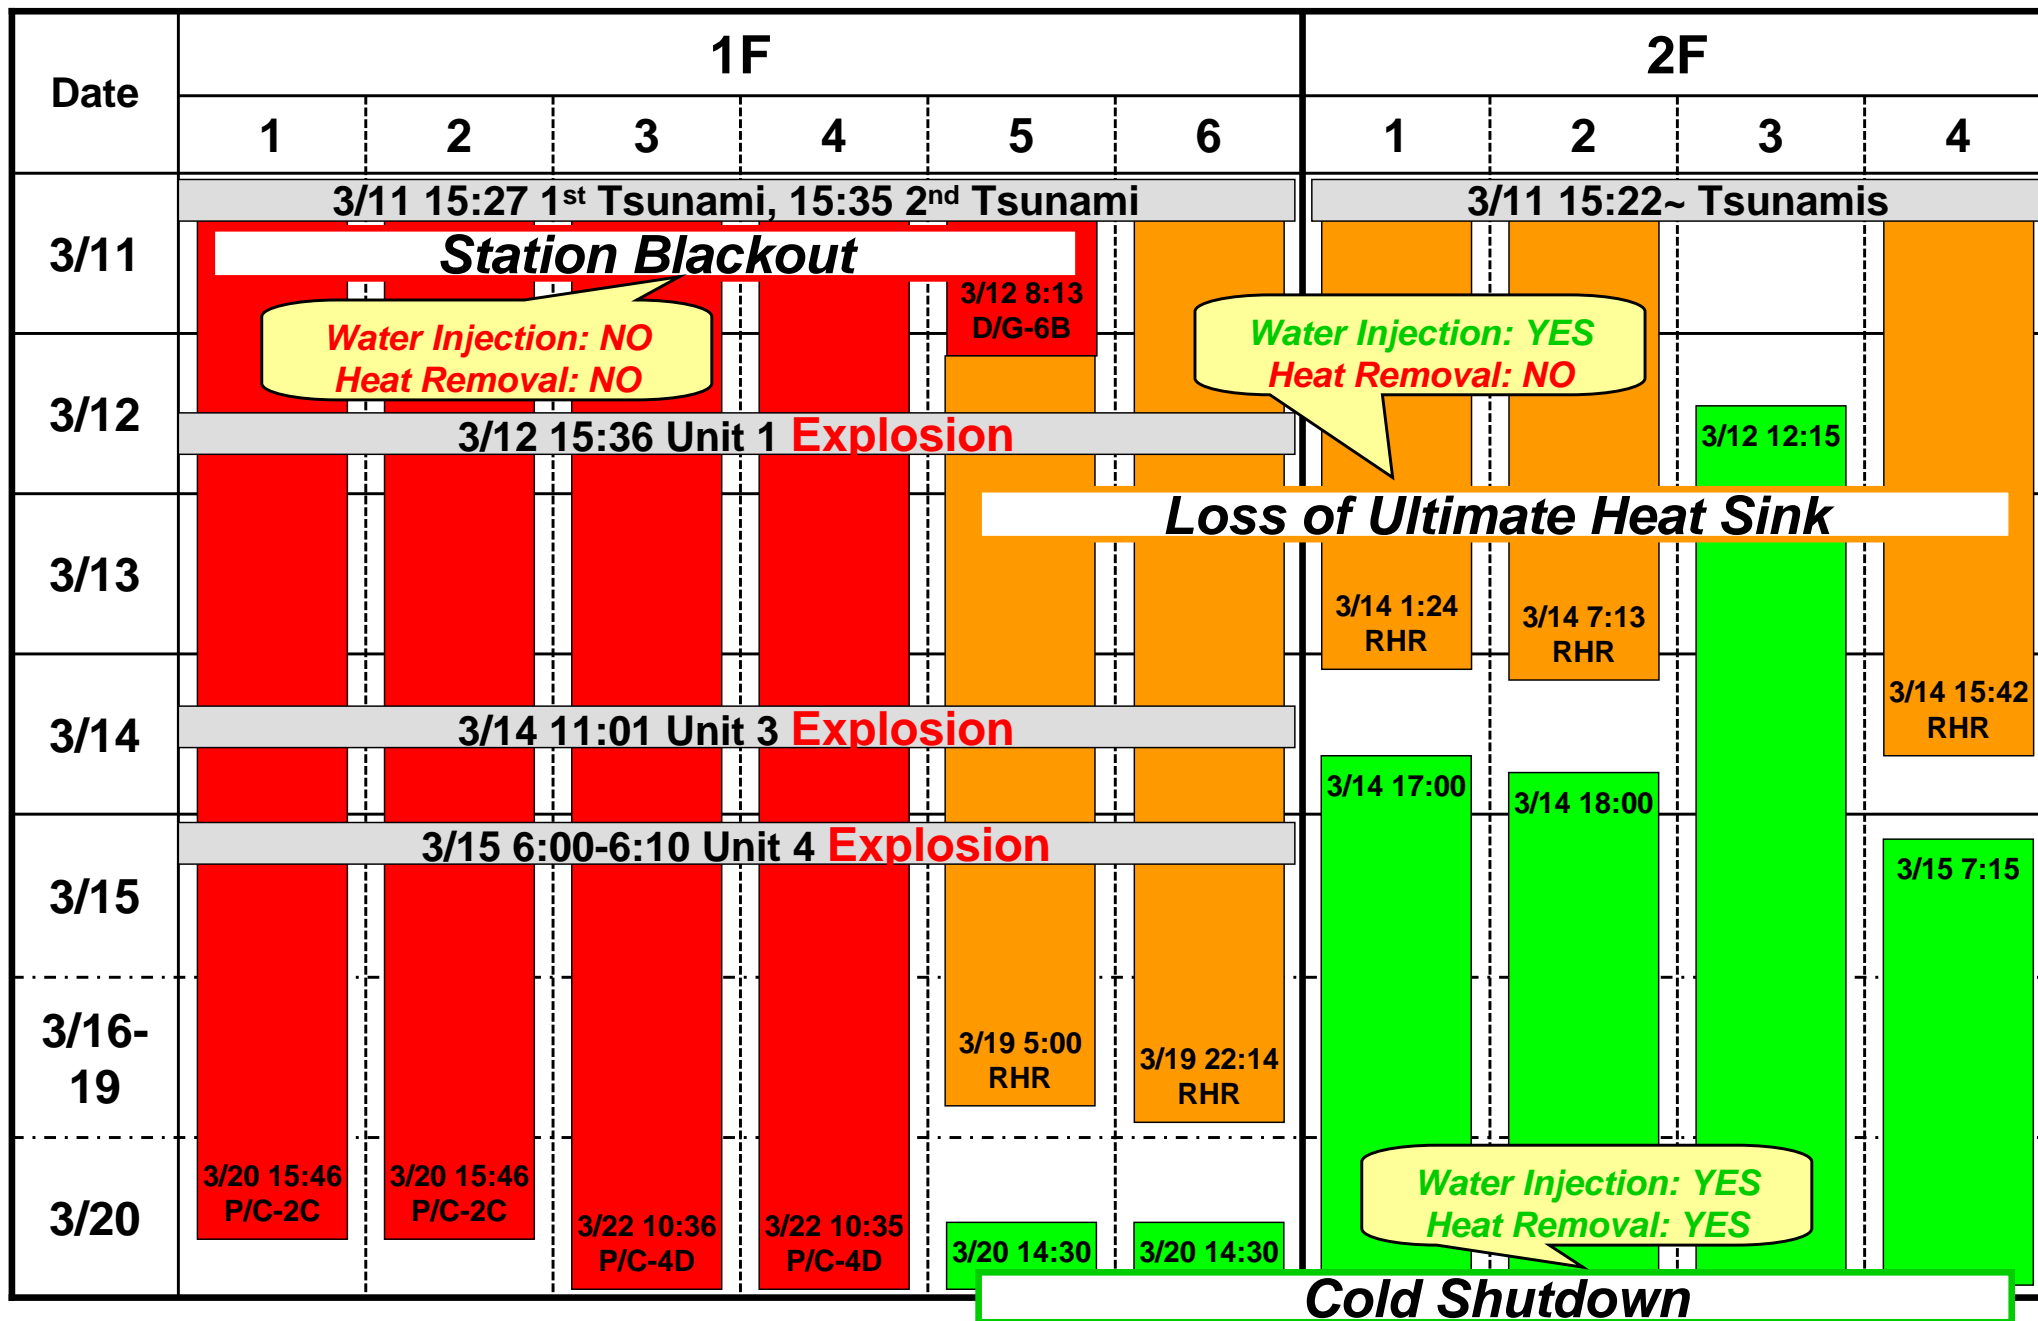 Date
1F
2F
1
2
3
4
5
6
1
2
3
4
3/11 15:27 1st Tsunami, 15:35 2nd Tsunami
3/11 15:22~ Tsunamis
3/11
Station Blackout
3/12 8:13
D/G-6B
Water Injection: NO
Heat Removal: NO
Water Injection: YES
Heat Removal: NO
3/12
3/12 15:36 Unit 1 Explosion
3/12 12:15
Loss of Ultimate Heat Sink
3/13
3/14 1:24
RHR
3/14 7:13
RHR
3/14 15:42
RHR
3/14
3/14 11:01 Unit 3 Explosion
3/14 17:00
3/14 18:00
3/15 6:00-6:10 Unit 4 Explosion
3/15 7:15
3/15
3/16-
19
3/19 5:00
RHR
3/19 22:14
RHR
3/20
3/20 15:46
P/C-2C
3/20 15:46
P/C-2C
3/22 10:36
P/C-4D
3/22 10:35
P/C-4D
3/20 14:30
3/20 14:30
Water Injection: YES
Heat Removal: YES
Cold Shutdown